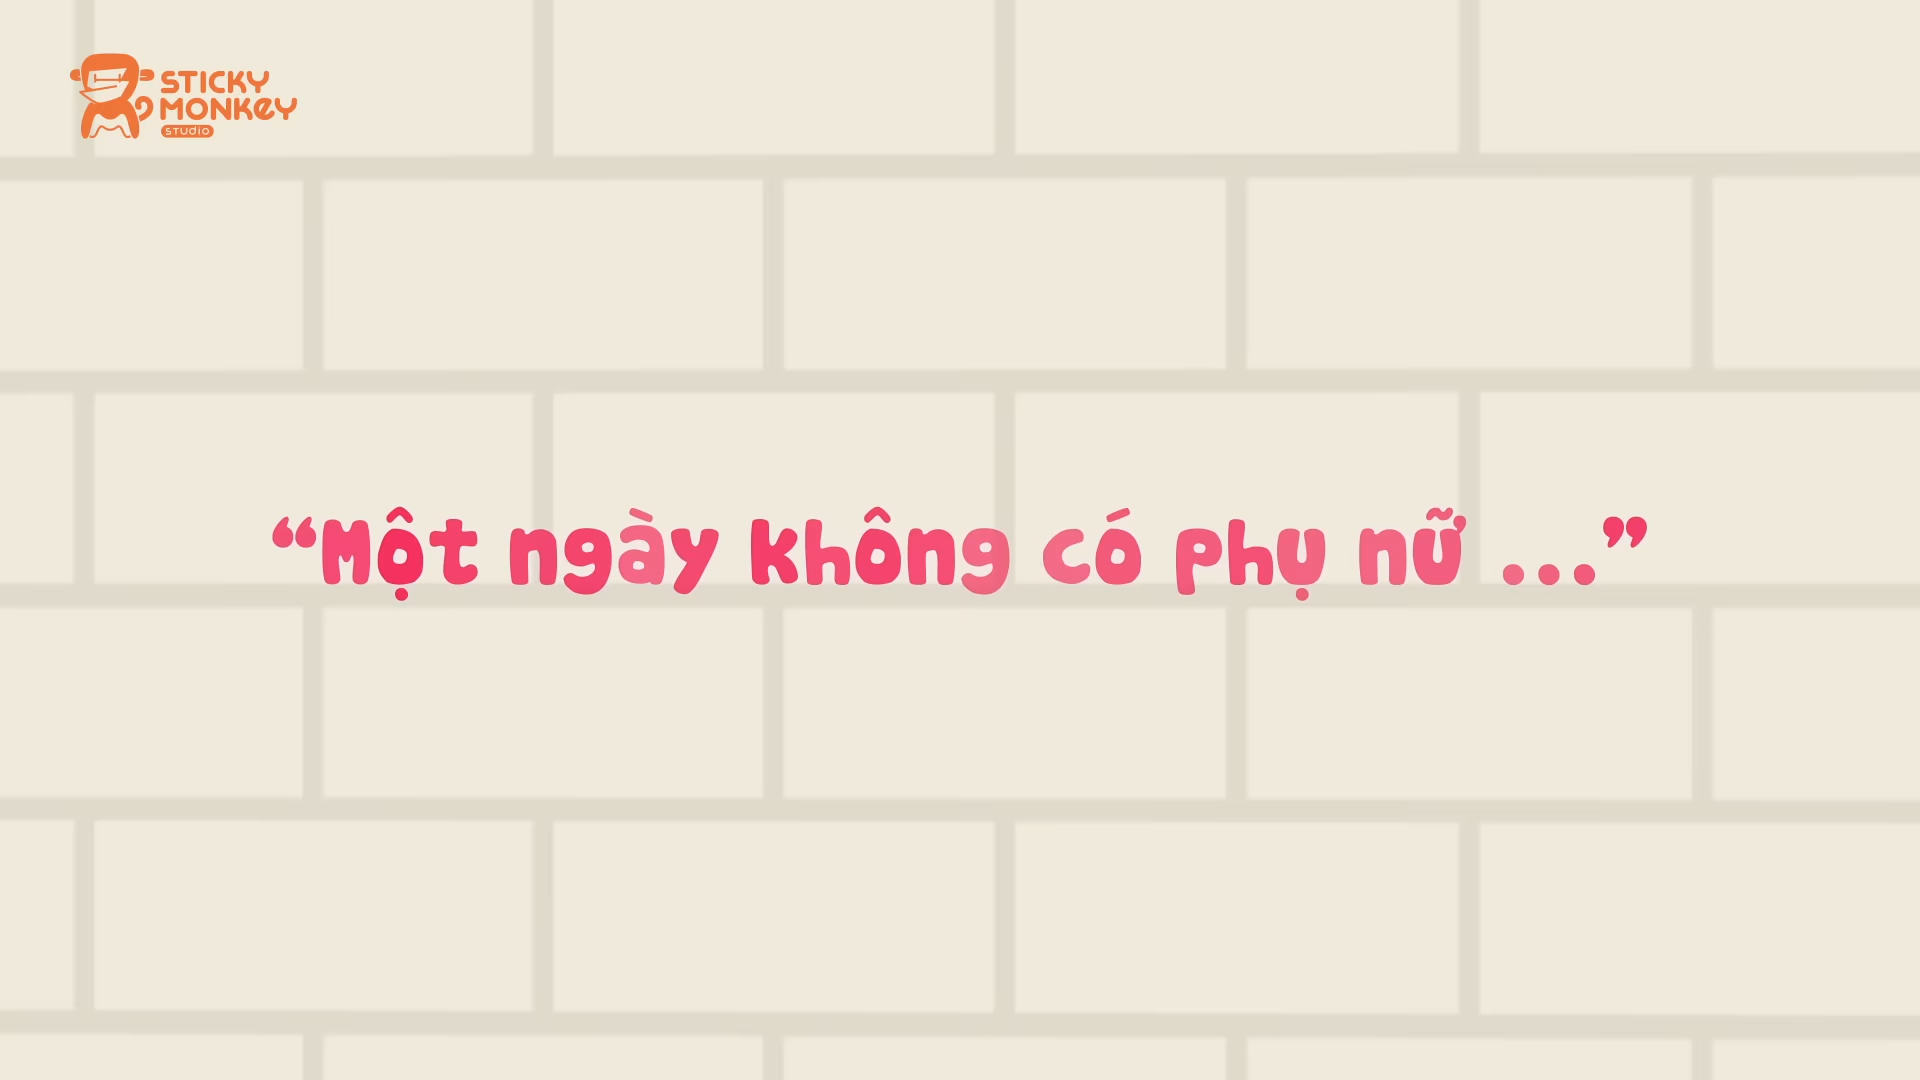 STICKY
MONKEY
STUDIO
“Một ngày không có phụ nữ ....”